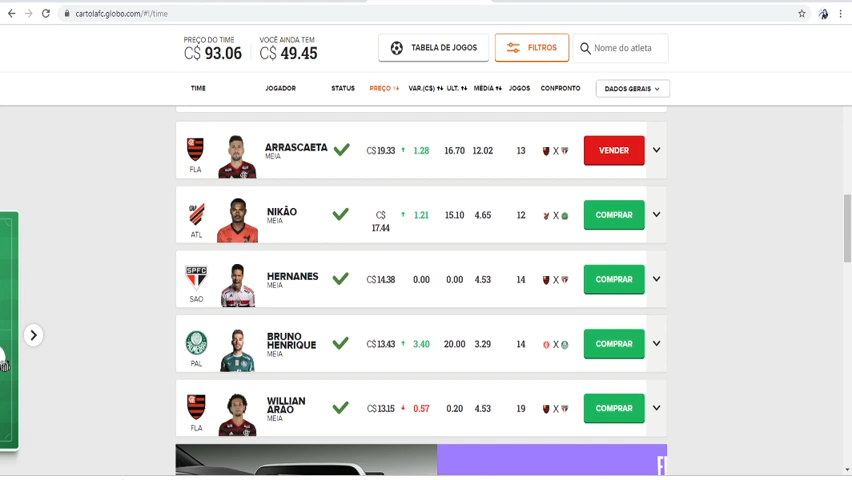 cartolafc.globo.com/#!/time
PREÇO DO TIME
C$ 93.06
VOCÊ AINDA TEM
C$ 49.45
TABELA DE JOGOS
FILTROS
Nome do atleta
TIME JOGADOR STATUS PREÇO VAR.(C$) ULT. MÉDIA JOGOS CONFRONTO DADOS GERAIS
FLA
ARRASCAETA
MEIA
C$ 19.33 1.28 16.70 12.02 13 X VENDER
ATL
NIKÃO
MEIA
C$
17.44
1.21 15.10 4.65 12 X COMPRAR
SPFC
SAO
HERNANES
MEIA
C$ 14.38 0.00 0.00 4.53 14 X COMPRAR
PAL
BRUNO
HENRIQUE
MEIA
C$ 13.43 3.40 20.00 3.29 14 X COMPRAR
FLA
WILLIAN
ARÃO
MEIA
C$ 13.15 0.57 0.20 4.53 19 X COMPRAR